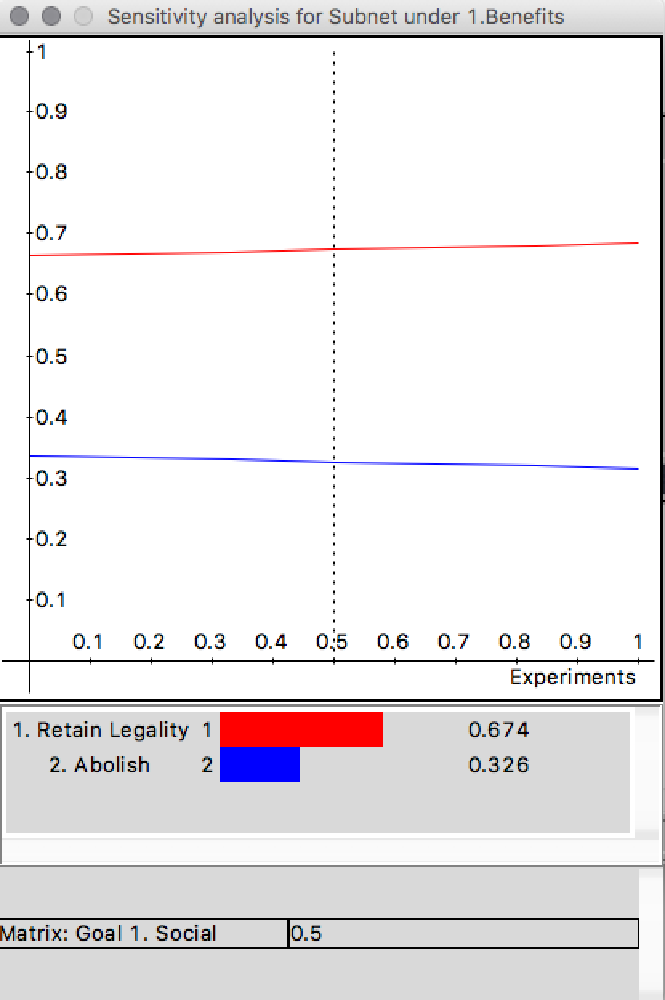 Sensitivity analysis for Subnet under 1.Benefits
1
0.9
0.8
0.7
0.6
0.5
0.4
0.3
0.2
0.1
0.1 0.2 0.3 0.4 0.5 0.6 0.7 0.8 0.9 1
Experiments
1. Retain Legality 1 0.674
2. Abolish 2 0.326
Matrix: Goal 1. Social 0.5